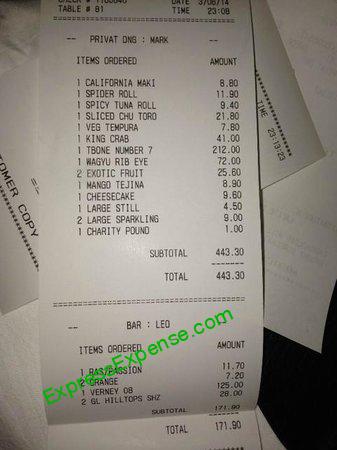 CHECK # 1100640 DATE 3/06/14
TABLE # 81 TIME 23:08
-- PRIVAT DNG : MARK --
ITEMS ORDERED AMOUNT
1 CALIFORNIA MAKI 8.80
1 SPIDER ROLL 11.90
1 SPICY TUNA ROLL 9.40
1 SLICED CHU TORO 21.80
1 VEG TEMPURA 7.80
1 KING CRAB 41.00
1 TBONE NUMBER 7 212.00
1 WAGYU RIB EYE 72.00
2 EXOTIC FRUIT 25.60
1 MANGO TEJINA 8.90
1 CHEESECAKE 9.60
1 LARGE STILL 4.50
2 LARGE SPARKLING 9.00
1 CHARITY POUND 1.00
SUBTOTAL 443.30
TOTAL 443.30
-- BAR : LEO --
ITEMS ORDERED AMOUNT
1 RAS/PASSION 11.70
2 ORANGE 7.20
1 VERNEY 08 125.00
2 GL HILLTOPS SHZ 28.00
SUBTOTAL 171.90
TOTAL 171.90
ExpressExpense.com
TOMER COPY
TIME 23:13:23